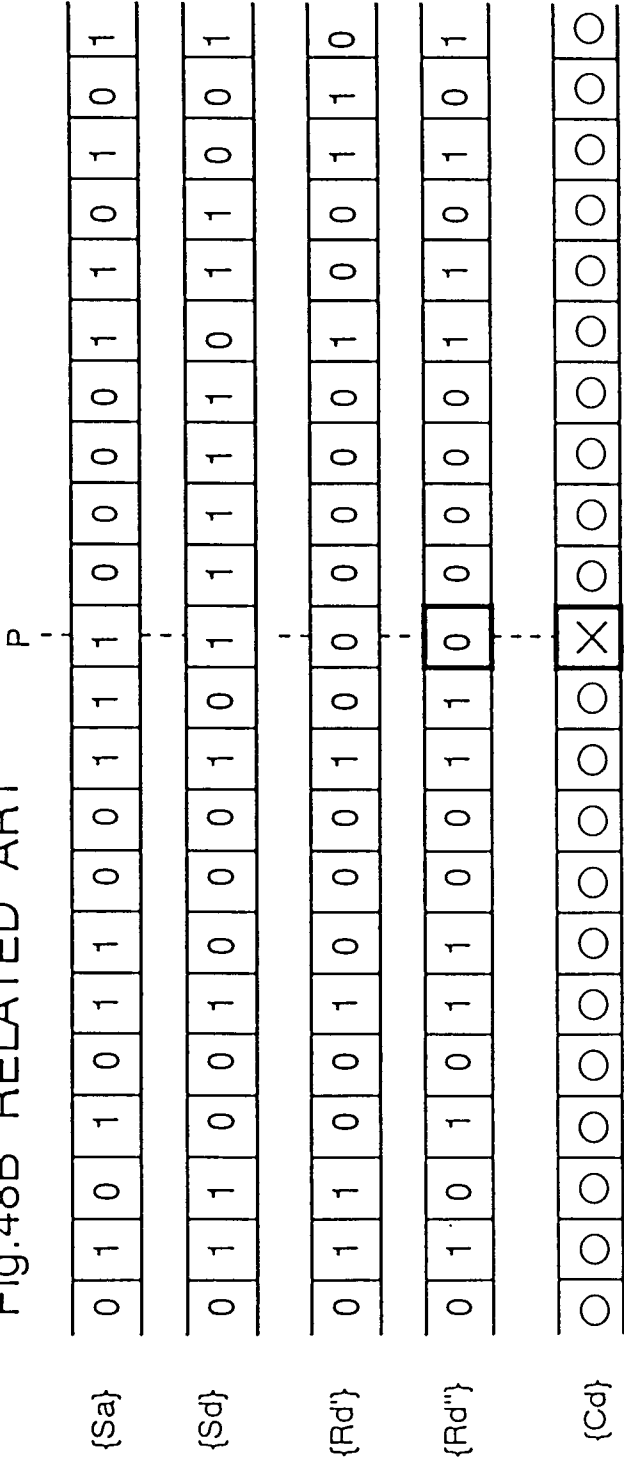 Fig.48B RELATED ART
P
{Sa} 0 1 0 1 0 1 1 0 0 1 1 1 0 0 0 0 1 1 0 1 0 1
{Sd} 0 1 1 0 0 1 0 0 0 1 0 1 1 1 1 1 0 1 1 0 0 1
{Rd'} 0 1 1 0 0 1 0 0 0 1 0 0 0 0 0 0 1 0 0 1 1 0
{Rd"} 0 1 0 1 0 1 1 0 0 1 1 0 0 0 0 0 1 1 0 1 0 1
{Cd} ○ ○ ○ ○ ○ ○ ○ ○ ○ ○ ○ × ○ ○ ○ ○ ○ ○ ○ ○ ○ ○